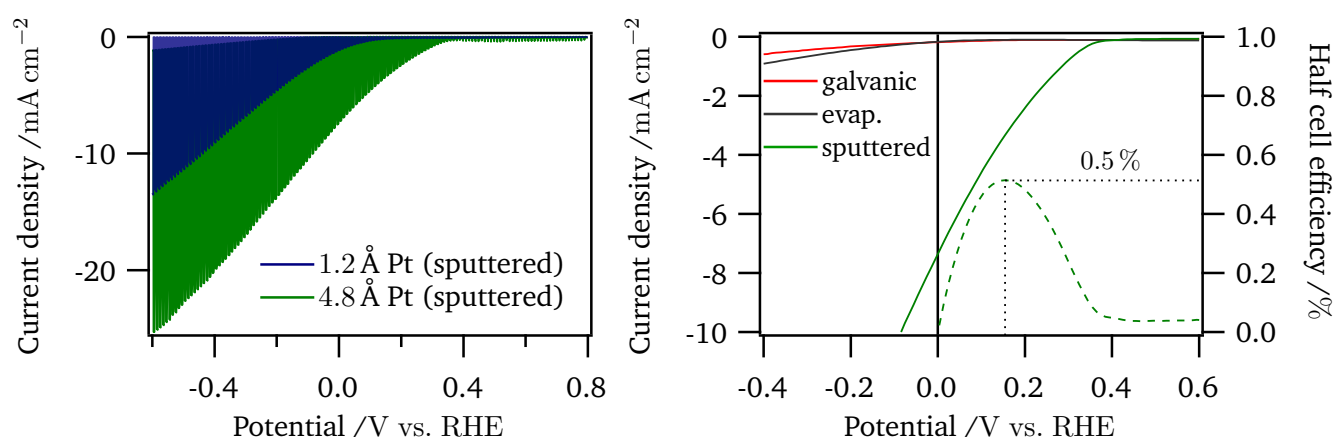 Current density /mA cm⁻²
0
-10
-20
1.2 Å Pt (sputtered)
4.8 Å Pt (sputtered)
-0.4 0.0 0.4 0.8
Potential /V vs. RHE
Current density /mA cm⁻²
0
-2
-4
-6
-8
-10
galvanic
evap.
sputtered
0.5 %
1.0
0.8
0.6
0.4
0.2
0.0
Half cell efficiency /%
-0.4 -0.2 0.0 0.2 0.4 0.6
Potential /V vs. RHE